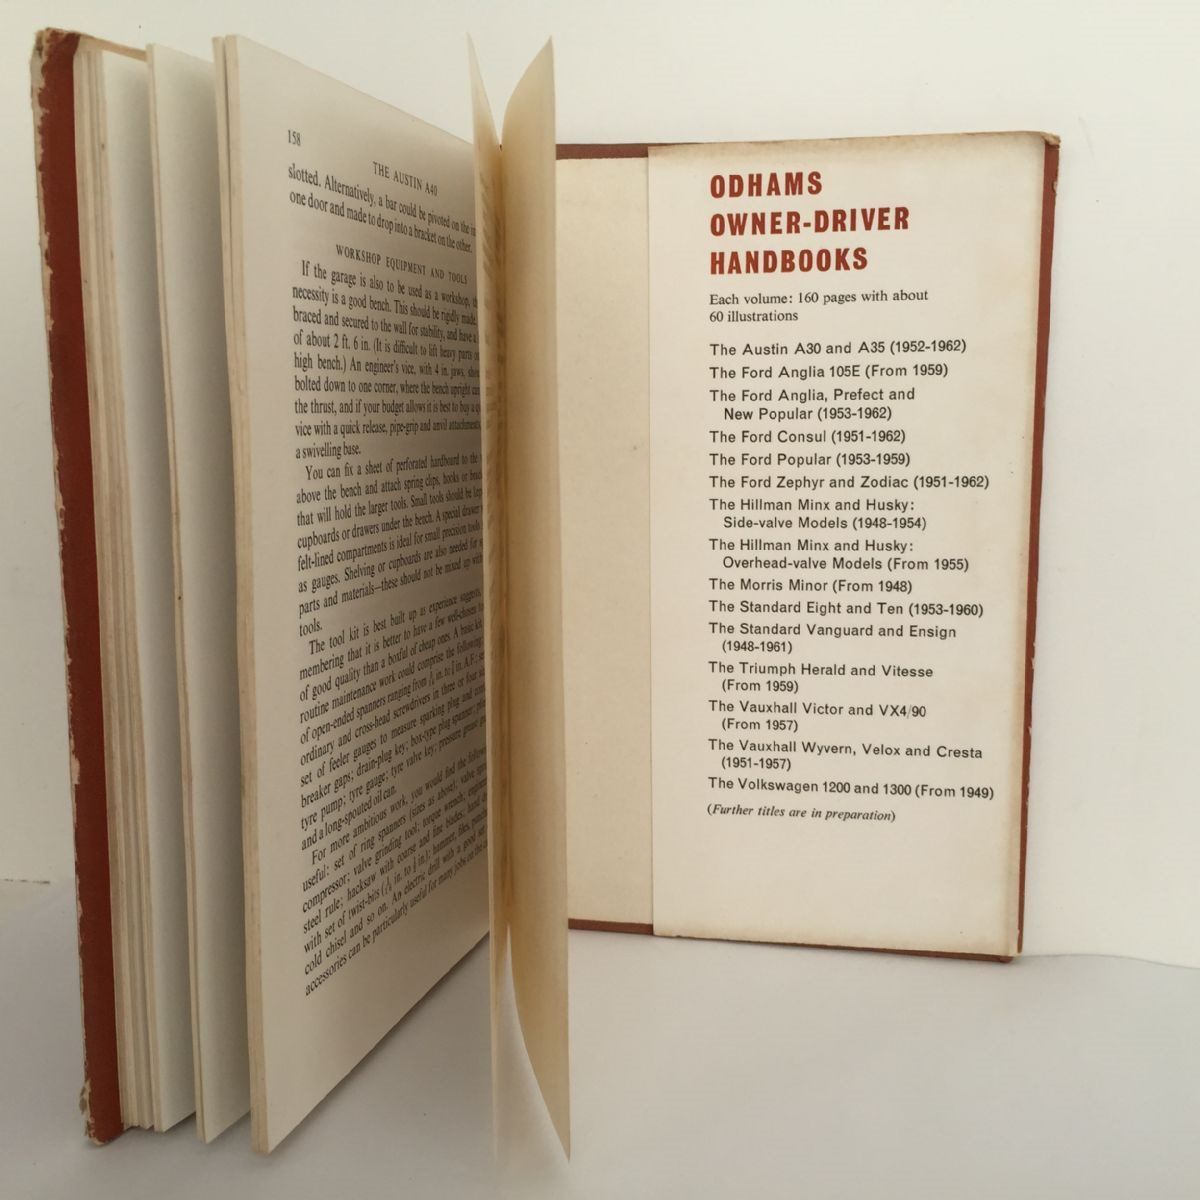 158
THE AUSTIN A40
slotted. Alternatively, a bar could be pivoted on the
one door and made to drop into a bracket on the other.
WORKSHOP EQUIPMENT AND TOOLS
If the garage is also to be used as a workshop,
necessity is a good bench. This should be rigidly made,
braced and secured to the wall for stability, and have a
of about 2 ft. 6 in. (It is difficult to lift heavy parts
high bench.) An engineer's vice, with 4 in. jaws,
bolted down to one corner, where the bench upright
the thrust, and if your budget allows it is best to buy a
vice with a quick release, pipe-grip and anvil attachments,
a swivelling base.
You can fix a sheet of perforated hardboard to the
above the bench and attach spring clips, hooks or
that will hold the larger tools. Small tools should be
cupboards or drawers under the bench. A special drawer
felt-lined compartments is ideal for small precision tools
as gauges. Shelving or cupboards are also needed for
parts and materials—these should not be mixed up with
tools.
The tool kit is best built up as experience suggests,
membering that it is better to have a few well-chosen
of good quality than a boxful of cheap ones. A basic kit
routine maintenance work could comprise the following:
of open-ended spanners ranging from in. to in. A.F.;
ordinary and cross-head screwdrivers in three or four
set of feeler gauges to measure sparking plug and
breaker gaps; drain-plug key; box-type plug spanner;
tyre pump; tyre gauge; tyre valve key; pressure
and a long-spouted oil can.
For more ambitious work, you would find the
useful: set of ring spanners (sizes as above); valve
compressor; valve grinding tool; torque wrench;
steel rule; hacksaw with coarse and fine blades; hand
with set of twist-bits ( in. to in.); hammer, files,
cold chisel and so on. An electric drill with a good
accessories can be particularly useful for many jobs on the
ODHAMS
OWNER-DRIVER
HANDBOOKS
Each volume: 160 pages with about
60 illustrations
The Austin A30 and A35 (1952-1962)
The Ford Anglia 105E (From 1959)
The Ford Anglia, Prefect and
New Popular (1953-1962)
The Ford Consul (1951-1962)
The Ford Popular (1953-1959)
The Ford Zephyr and Zodiac (1951-1962)
The Hillman Minx and Husky:
Side-valve Models (1948-1954)
The Hillman Minx and Husky:
Overhead-valve Models (From 1955)
The Morris Minor (From 1948)
The Standard Eight and Ten (1953-1960)
The Standard Vanguard and Ensign
(1948-1961)
The Triumph Herald and Vitesse
(From 1959)
The Vauxhall Victor and VX4/90
(From 1957)
The Vauxhall Wyvern, Velox and Cresta
(1951-1957)
The Volkswagen 1200 and 1300 (From 1949)
(Further titles are in preparation)